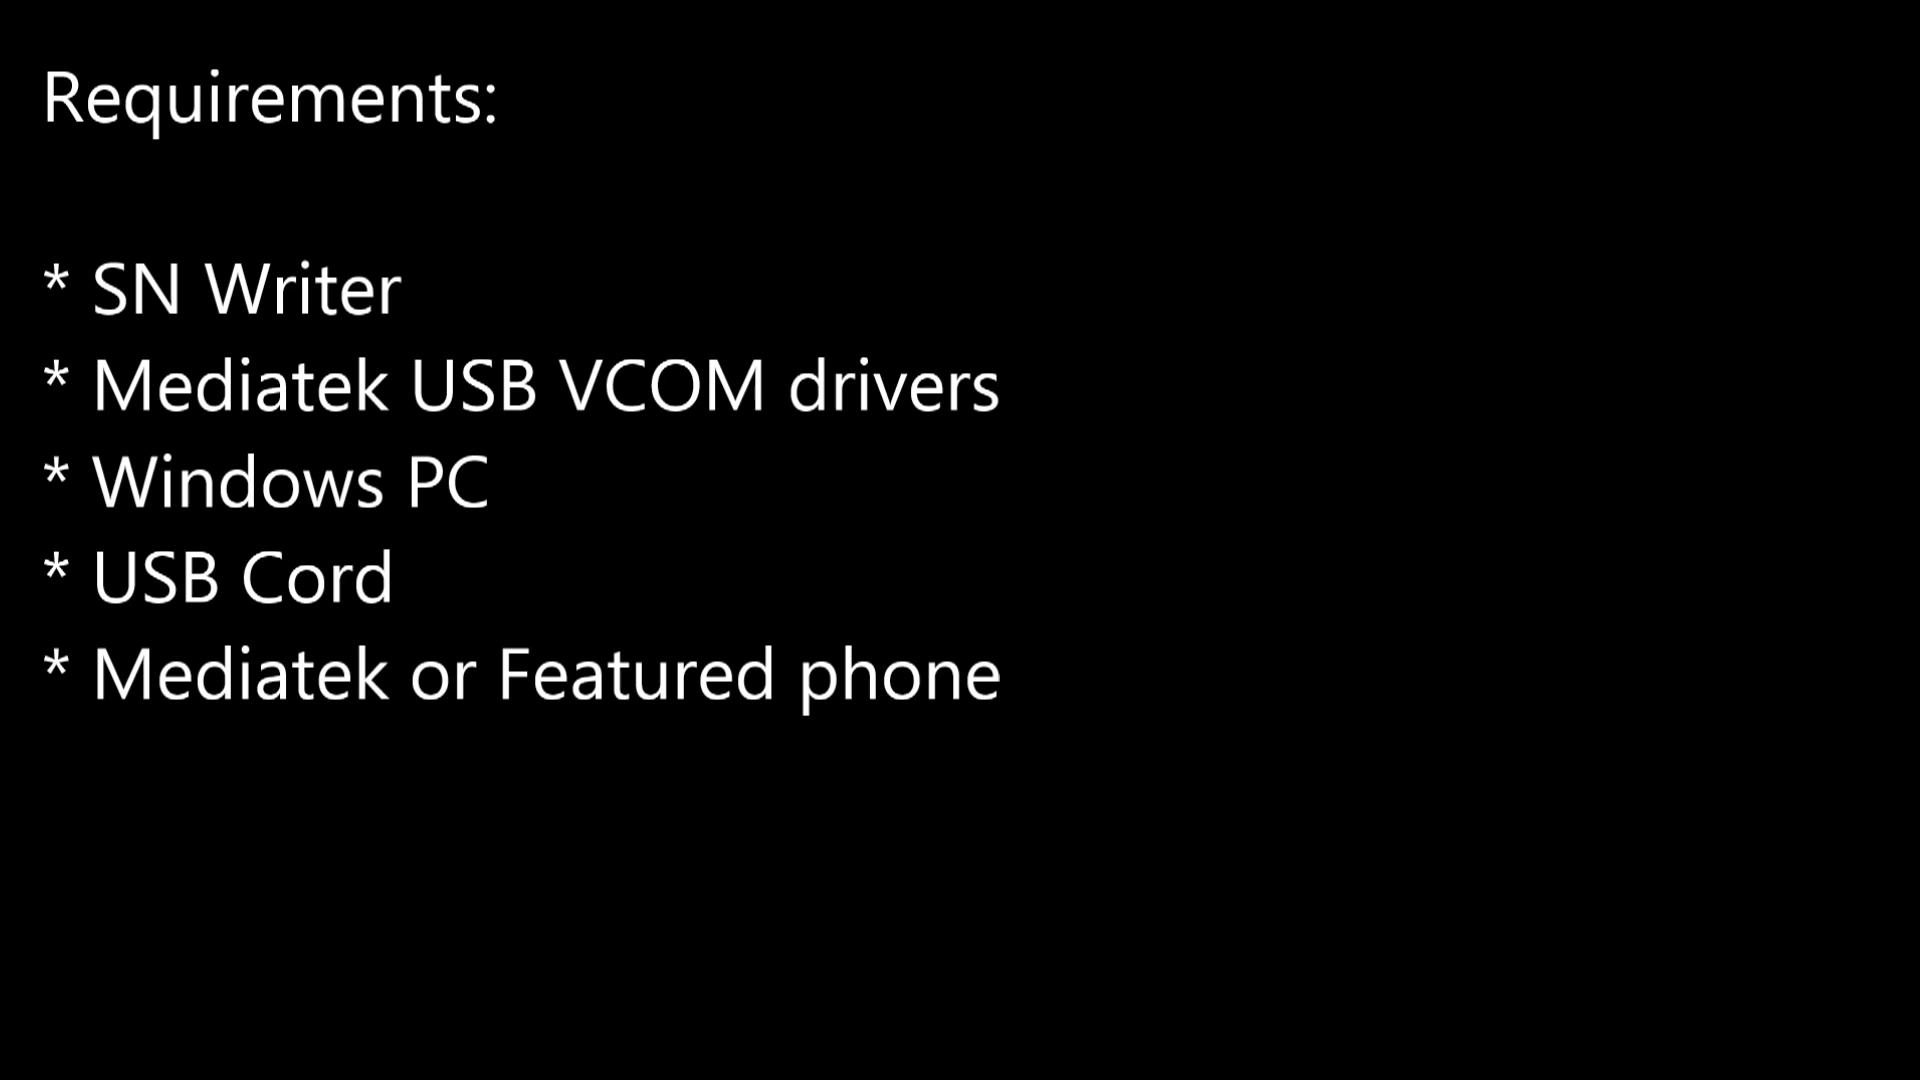 Requirements:
* SN Writer
* Mediatek USB VCOM drivers
* Windows PC
* USB Cord
* Mediatek or Featured phone